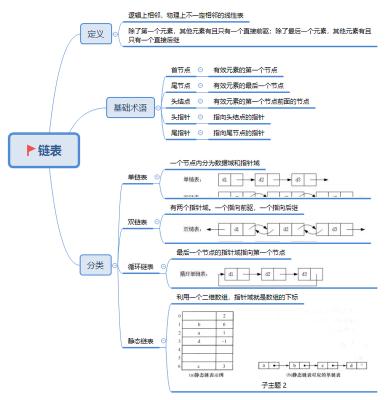 链表
定义
逻辑上相邻，物理上不一定相邻的线性表
除了第一个元素，其他元素有且只有一个直接前驱；除了最后一个元素，其他元素有且
只有一个直接后继
基础术语
首节点 有效元素的第一个节点
尾节点 有效元素的最后一个节点
头结点 有效元素的第一个节点前面的节点
头指针 指向头结点的指针
尾指针 指向尾节点的指针
分类
单链表
一个节点内分为数据域和指针域
单链表： d1 d2 d3
双链表
有两个指针域。一个指向前驱，一个指向后继
双链表： d1 d2 d3
循环链表
最后一个节点的指针域指向第一个节点
循环链表 d1 d2 d3
静态链表
利用一个二维数组，指针域就是数组的下标
0 2
1 b 6
2 a 1
3 d -1
4
5
6 c 3
(a)静态链表示例
a b c d ^
(b)静态链表对应的单链表
子主题 2